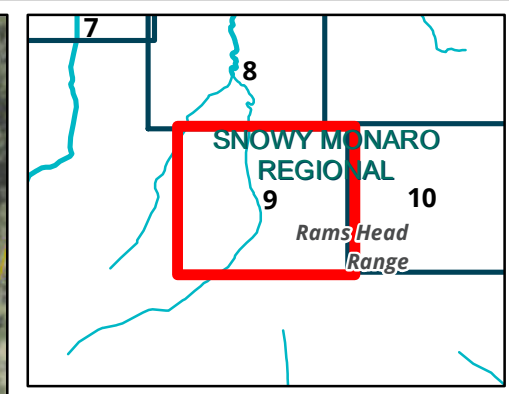 7
8
SNOWY MONARO
REGIONAL
9
10
Rams Head
Range